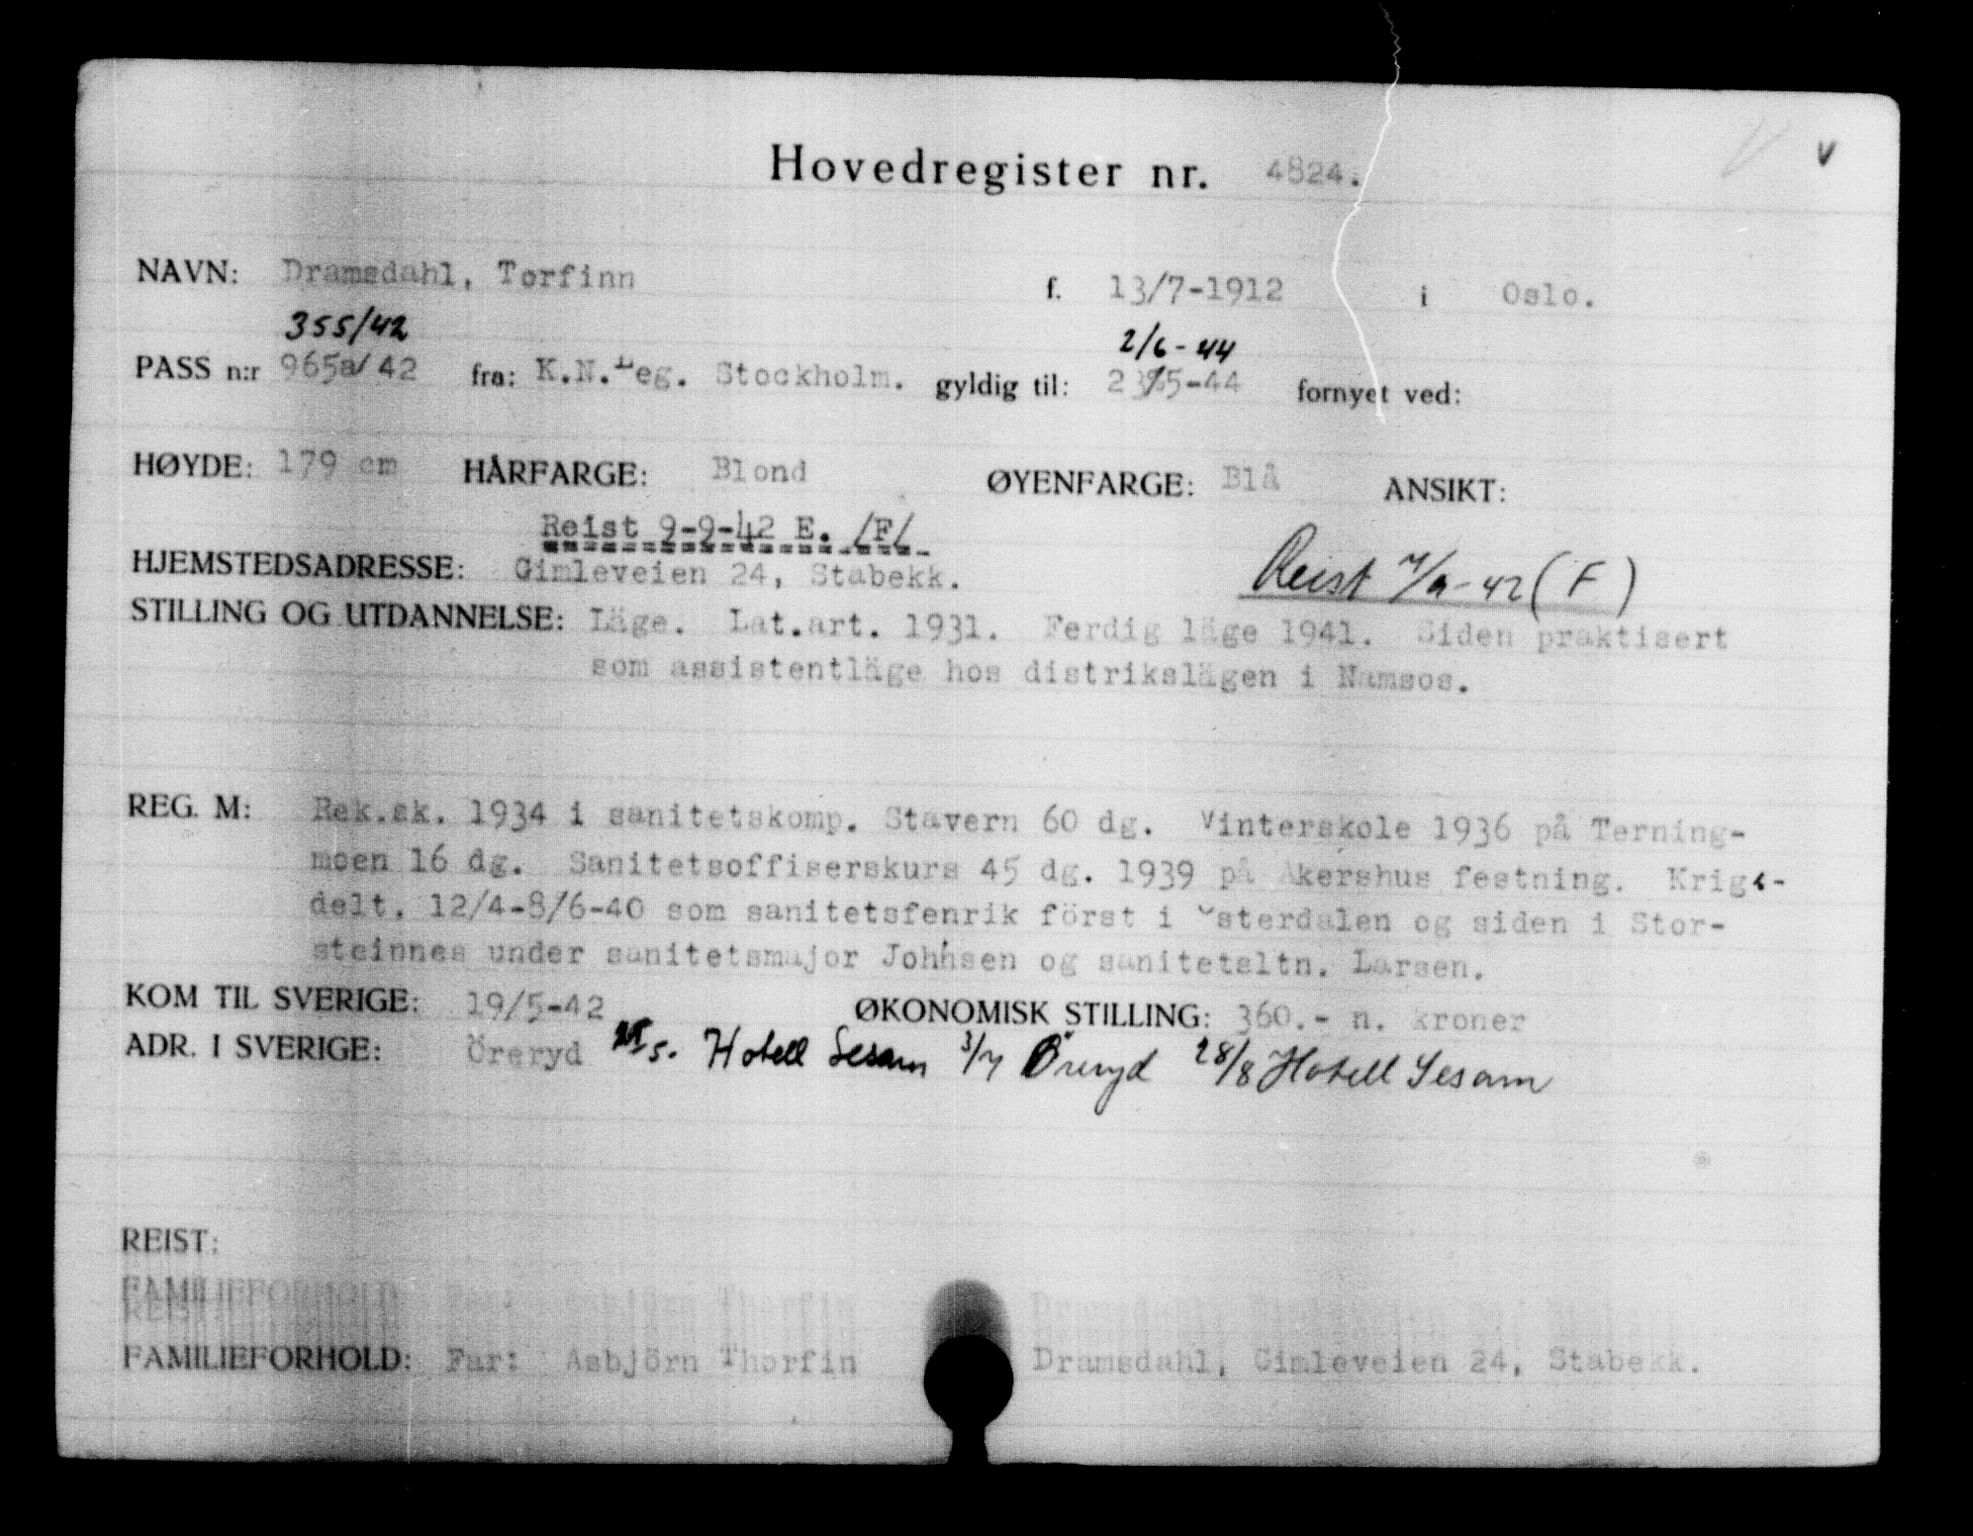 Hovedregister nr. 4824.
v
NAVN: Dramsdahl, Torfinn f. 13/7-1912 i Oslo.
355/42 2/6-44
PASS n:r 965a/42 fra: K.N.Leg. Stockholm. gyldig til: 23/5-44 fornyet ved:
HØYDE: 179 cm HÅRFARGE: Blond ØYENFARGE: Blå ANSIKT:
Reist 9-9-42 E. /F/
HJEMSTEDSADRESSE: Gimleveien 24, Stabekk. Reist 7/9-42 (F)
STILLING OG UTDANNELSE: Läge. Lat.art. 1931. Ferdig läge 1941. Siden praktisert
som assistentläge hos distrikslägen i Namsos.
REG. M: Rek.sk. 1934 i sanitetskomp. Stavern 60 dg. Vinterskole 1936 på Terning-
moen 16 dg. Sanitetsoffiserskurs 45 dg. 1939 på Akershus festning. Krigs-
delt. 12/4-8/6-40 som sanitetsfenrik först i Österdalen og siden i Stor-
steinnes under sanitetsmajor Johnsen og sanitetsltn. Larsen.
KOM TIL SVERIGE: 19/5-42 ØKONOMISK STILLING: 360.- n. kroner
ADR. I SVERIGE: Öreryd Hotell Sesam 3/7 Öreryd 28/8 Hotell Sesam
REIST:
FAMILIEFORHOLD: Far: Asbjörn Thorfin Dramsdahl, Gimleveien 24, Stabekk.